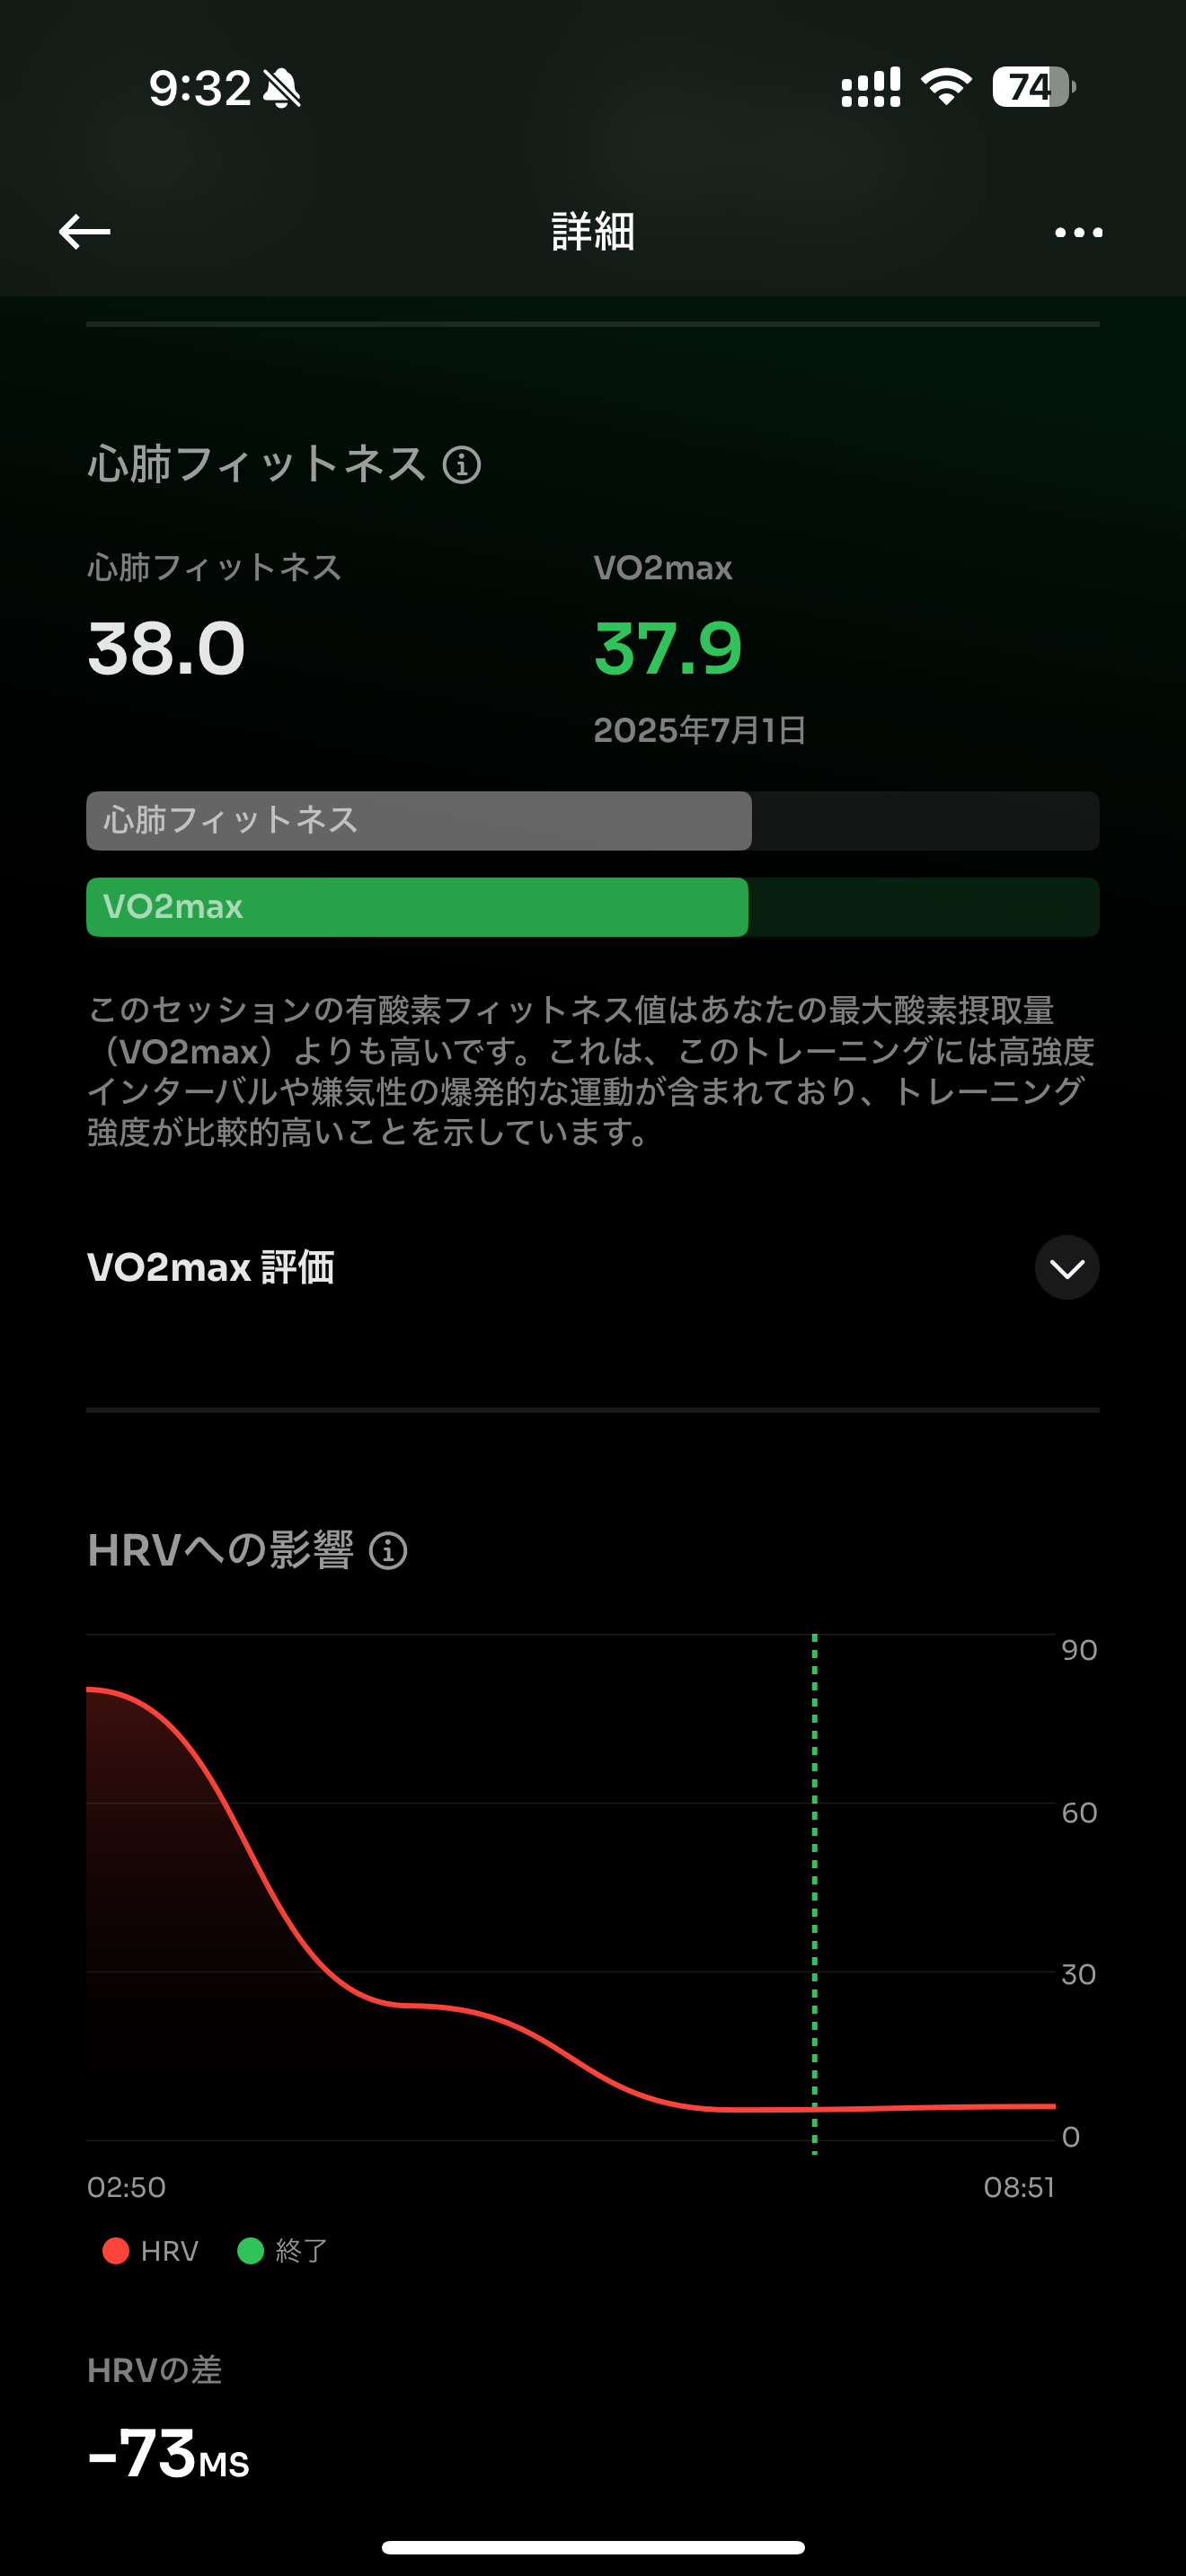 9:32
74
詳細
心肺フィットネス
心肺フィットネス
VO2max
38.0
37.9
2025年7月1日
心肺フィットネス
VO2max
このセッションの有酸素フィットネス値はあなたの最大酸素摂取量
（VO2max）よりも高いです。これは、このトレーニングには高強度
インターバルや嫌気性の爆発的な運動が含まれており、トレーニング
強度が比較的高いことを示しています。
VO2max 評価
HRVへの影響
90
60
30
0
02:50
08:51
HRV
終了
HRVの差
-73MS